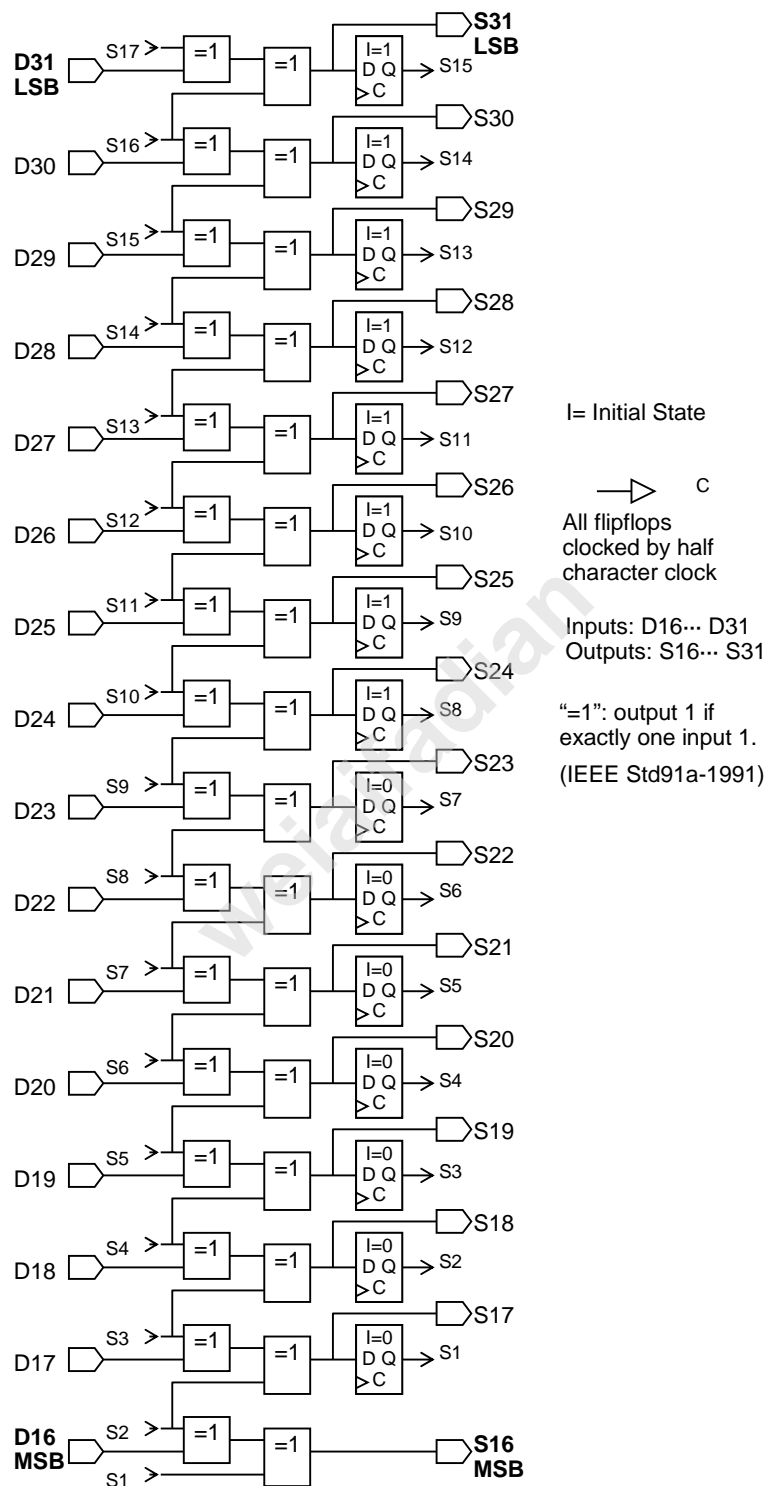 S31
LSB
S17
=1
=1
I=1
D Q
C
S15
D31
LSB
S16
=1
=1
I=1
D Q
C
S14
S30
D30
S15
=1
=1
I=1
D Q
C
S13
S29
D29
S14
=1
=1
I=1
D Q
C
S12
S28
D28
S13
=1
=1
I=1
D Q
C
S11
S27
D27
S12
=1
=1
I=1
D Q
C
S10
S26
D26
S11
=1
=1
I=1
D Q
C
S9
S25
D25
S10
=1
=1
I=1
D Q
C
S8
S24
D24
S9
=1
=1
I=0
D Q
C
S7
S23
D23
S8
=1
=1
I=0
D Q
C
S6
S22
D22
S7
=1
=1
I=0
D Q
C
S5
S21
D21
S6
=1
=1
I=0
D Q
C
S4
S20
D20
S5
=1
=1
I=0
D Q
C
S3
S19
D19
S4
=1
=1
I=0
D Q
C
S2
S18
D18
S3
=1
=1
I=0
D Q
C
S1
S17
D17
S2
=1
=1
D16
MSB
S16
MSB
S1
I= Initial State
C
All flipflops
clocked by half
character clock
Inputs: D16··· D31
Outputs: S16··· S31
“=1”: output 1 if
exactly one input 1.
(IEEE Std91a-1991)
weiaifadian